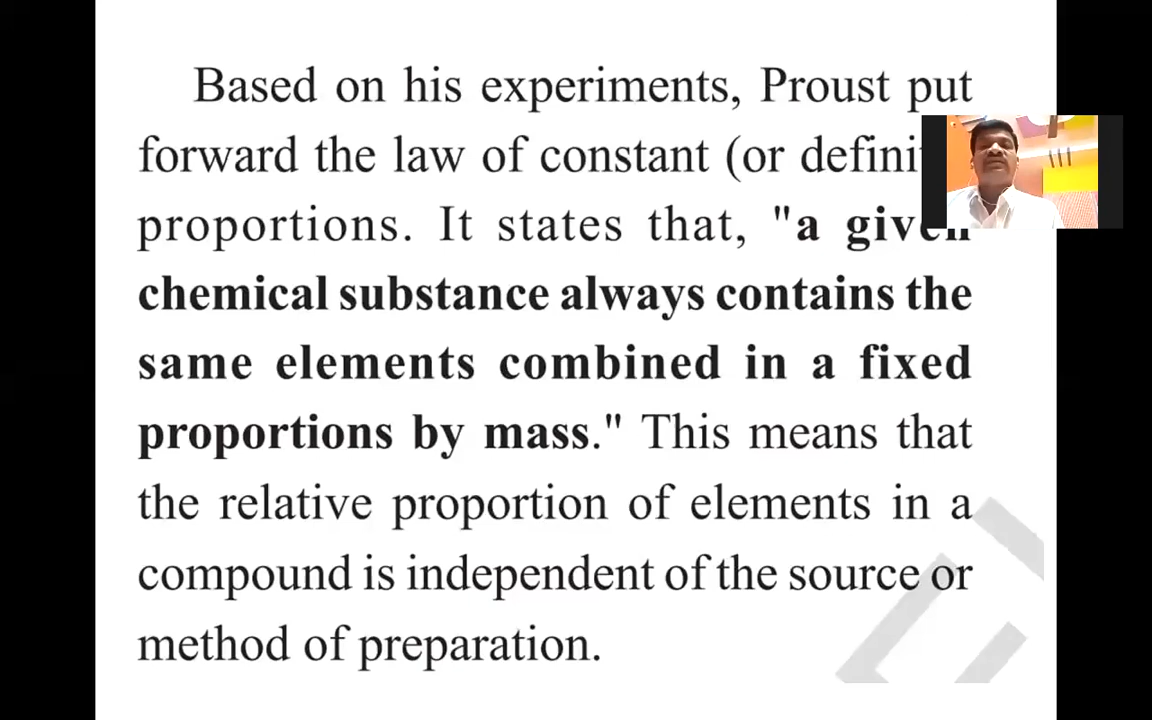 Based on his experiments, Proust put
forward the law of constant (or
proportions. It states that, "a given
chemical substance always contains the
same elements combined in a fixed
proportions by mass." This means that
the relative proportion of elements in a
compound is independent of the source or
method of preparation.